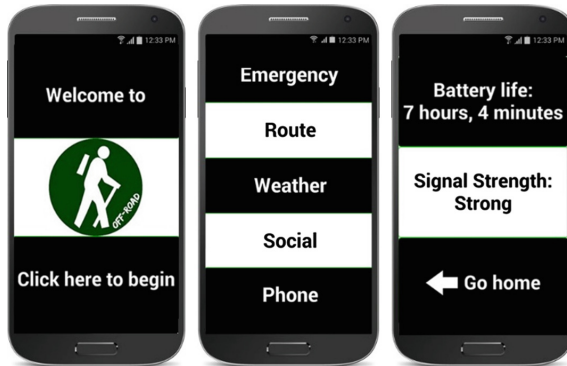 12:33 PM
Welcome to
OFF-ROAD
Click here to begin
12:33 PM
Emergency
Route
Weather
Social
Phone
12:33 PM
Battery life:
7 hours, 4 minutes
Signal Strength:
Strong
Go home